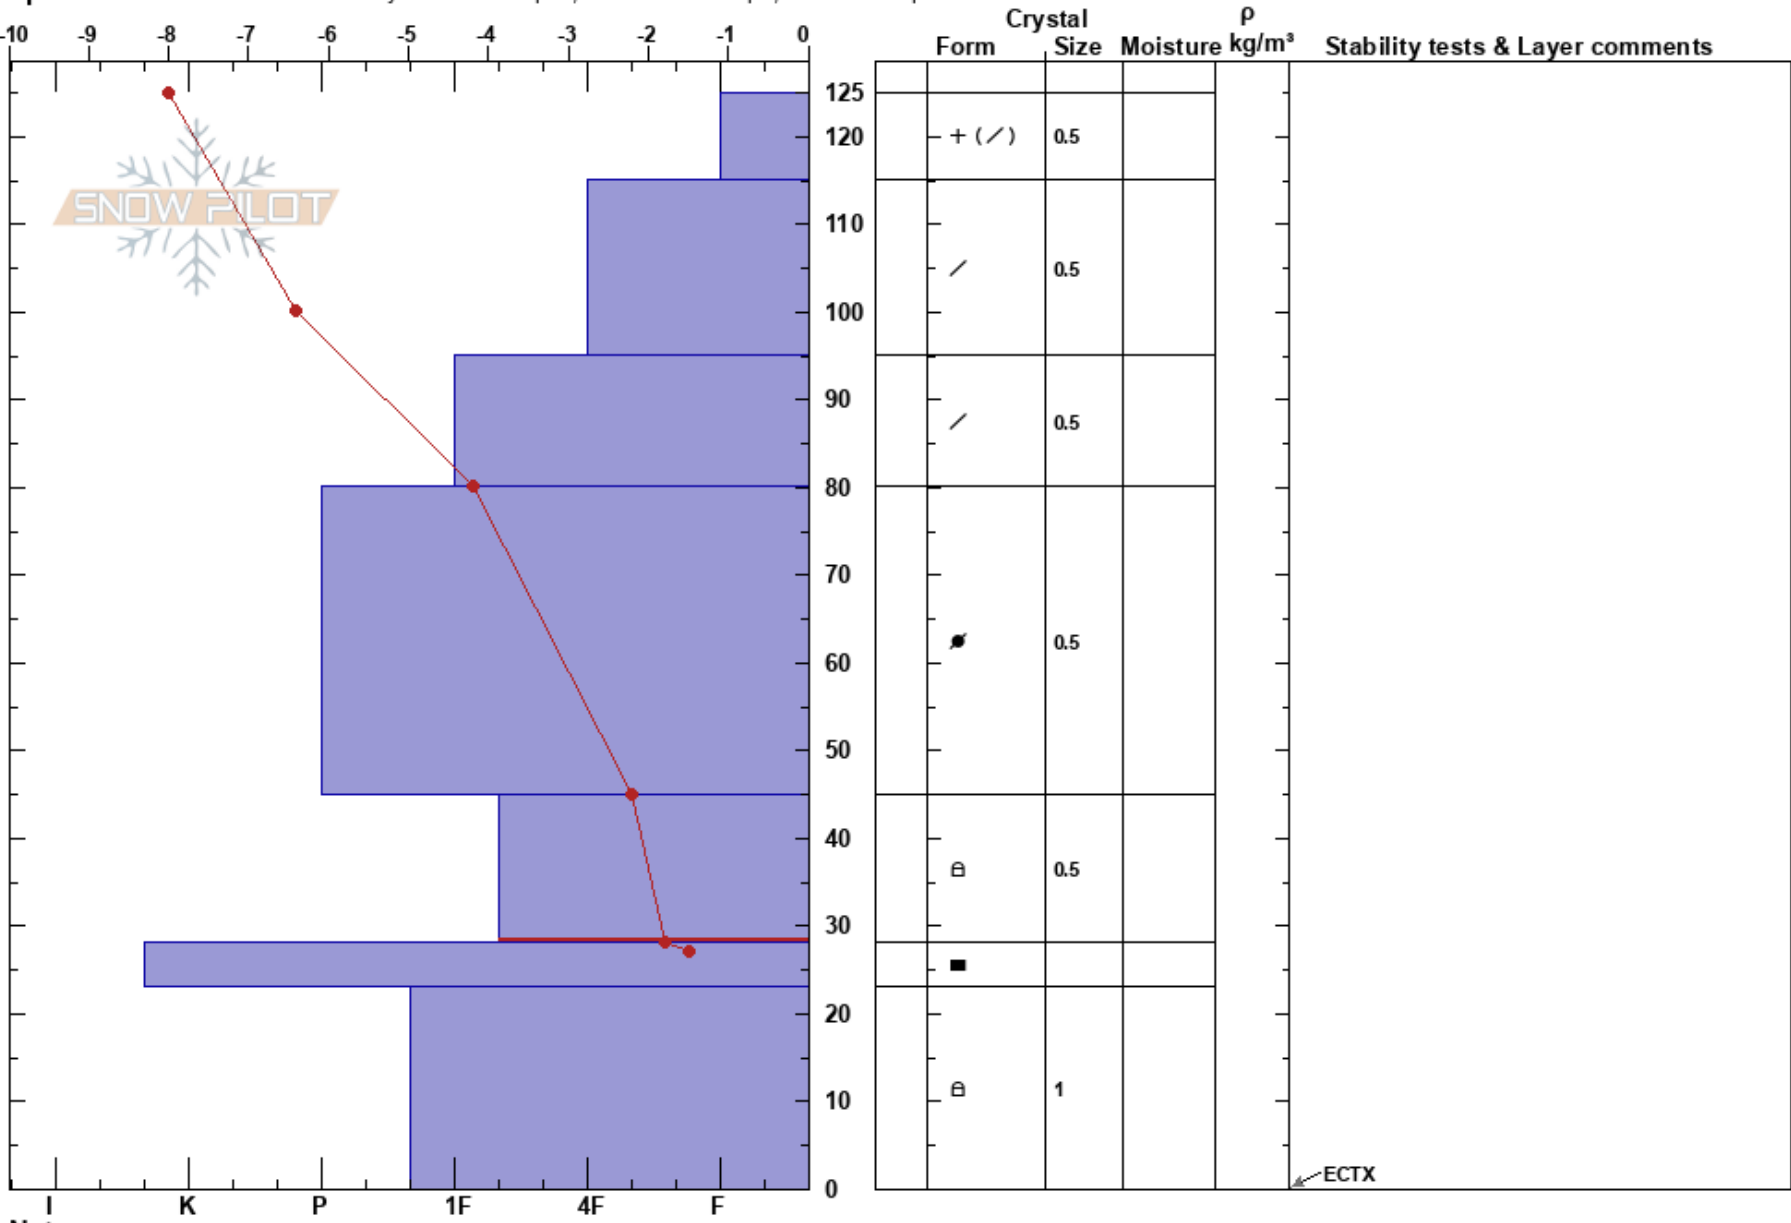 -10 -9 -8 -7 -6 -5 -4 -3 -2 -1 0
Crystal ρ
Form Size Moisture kg/m³ Stability tests & Layer comments
125
120 + ( ∕ ) 0.5
SNOW PILOT
110
∕ 0.5
100
90
∕ 0.5
80
70
60
0.5
50
40
0.5
30
20
10
1
0
ECTX
I K P 1F 4F F